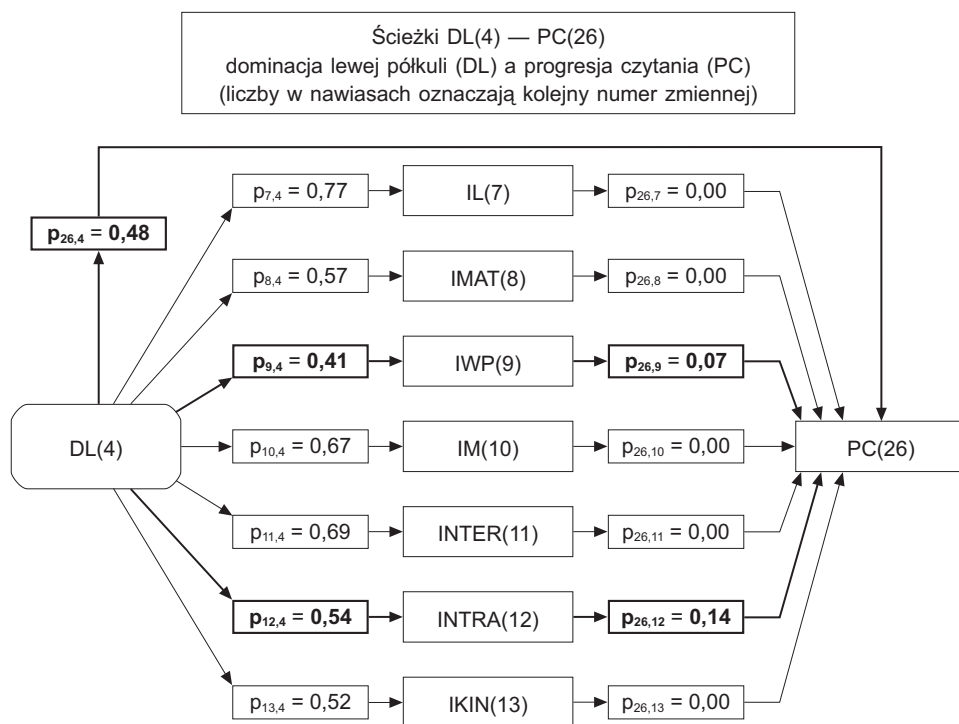 Ścieżki DL(4) — PC(26)
dominacja lewej półkuli (DL) a progresja czytania (PC)
(liczby w nawiasach oznaczają kolejny numer zmiennej)
p7,4 = 0,77
IL(7)
p26,7 = 0,00
p26,4 = 0,48
p8,4 = 0,57
IMAT(8)
p26,8 = 0,00
p9,4 = 0,41
IWP(9)
p26,9 = 0,07
DL(4)
p10,4 = 0,67
IM(10)
p26,10 = 0,00
PC(26)
p11,4 = 0,69
INTER(11)
p26,11 = 0,00
p12,4 = 0,54
INTRA(12)
p26,12 = 0,14
p13,4 = 0,52
IKIN(13)
p26,13 = 0,00